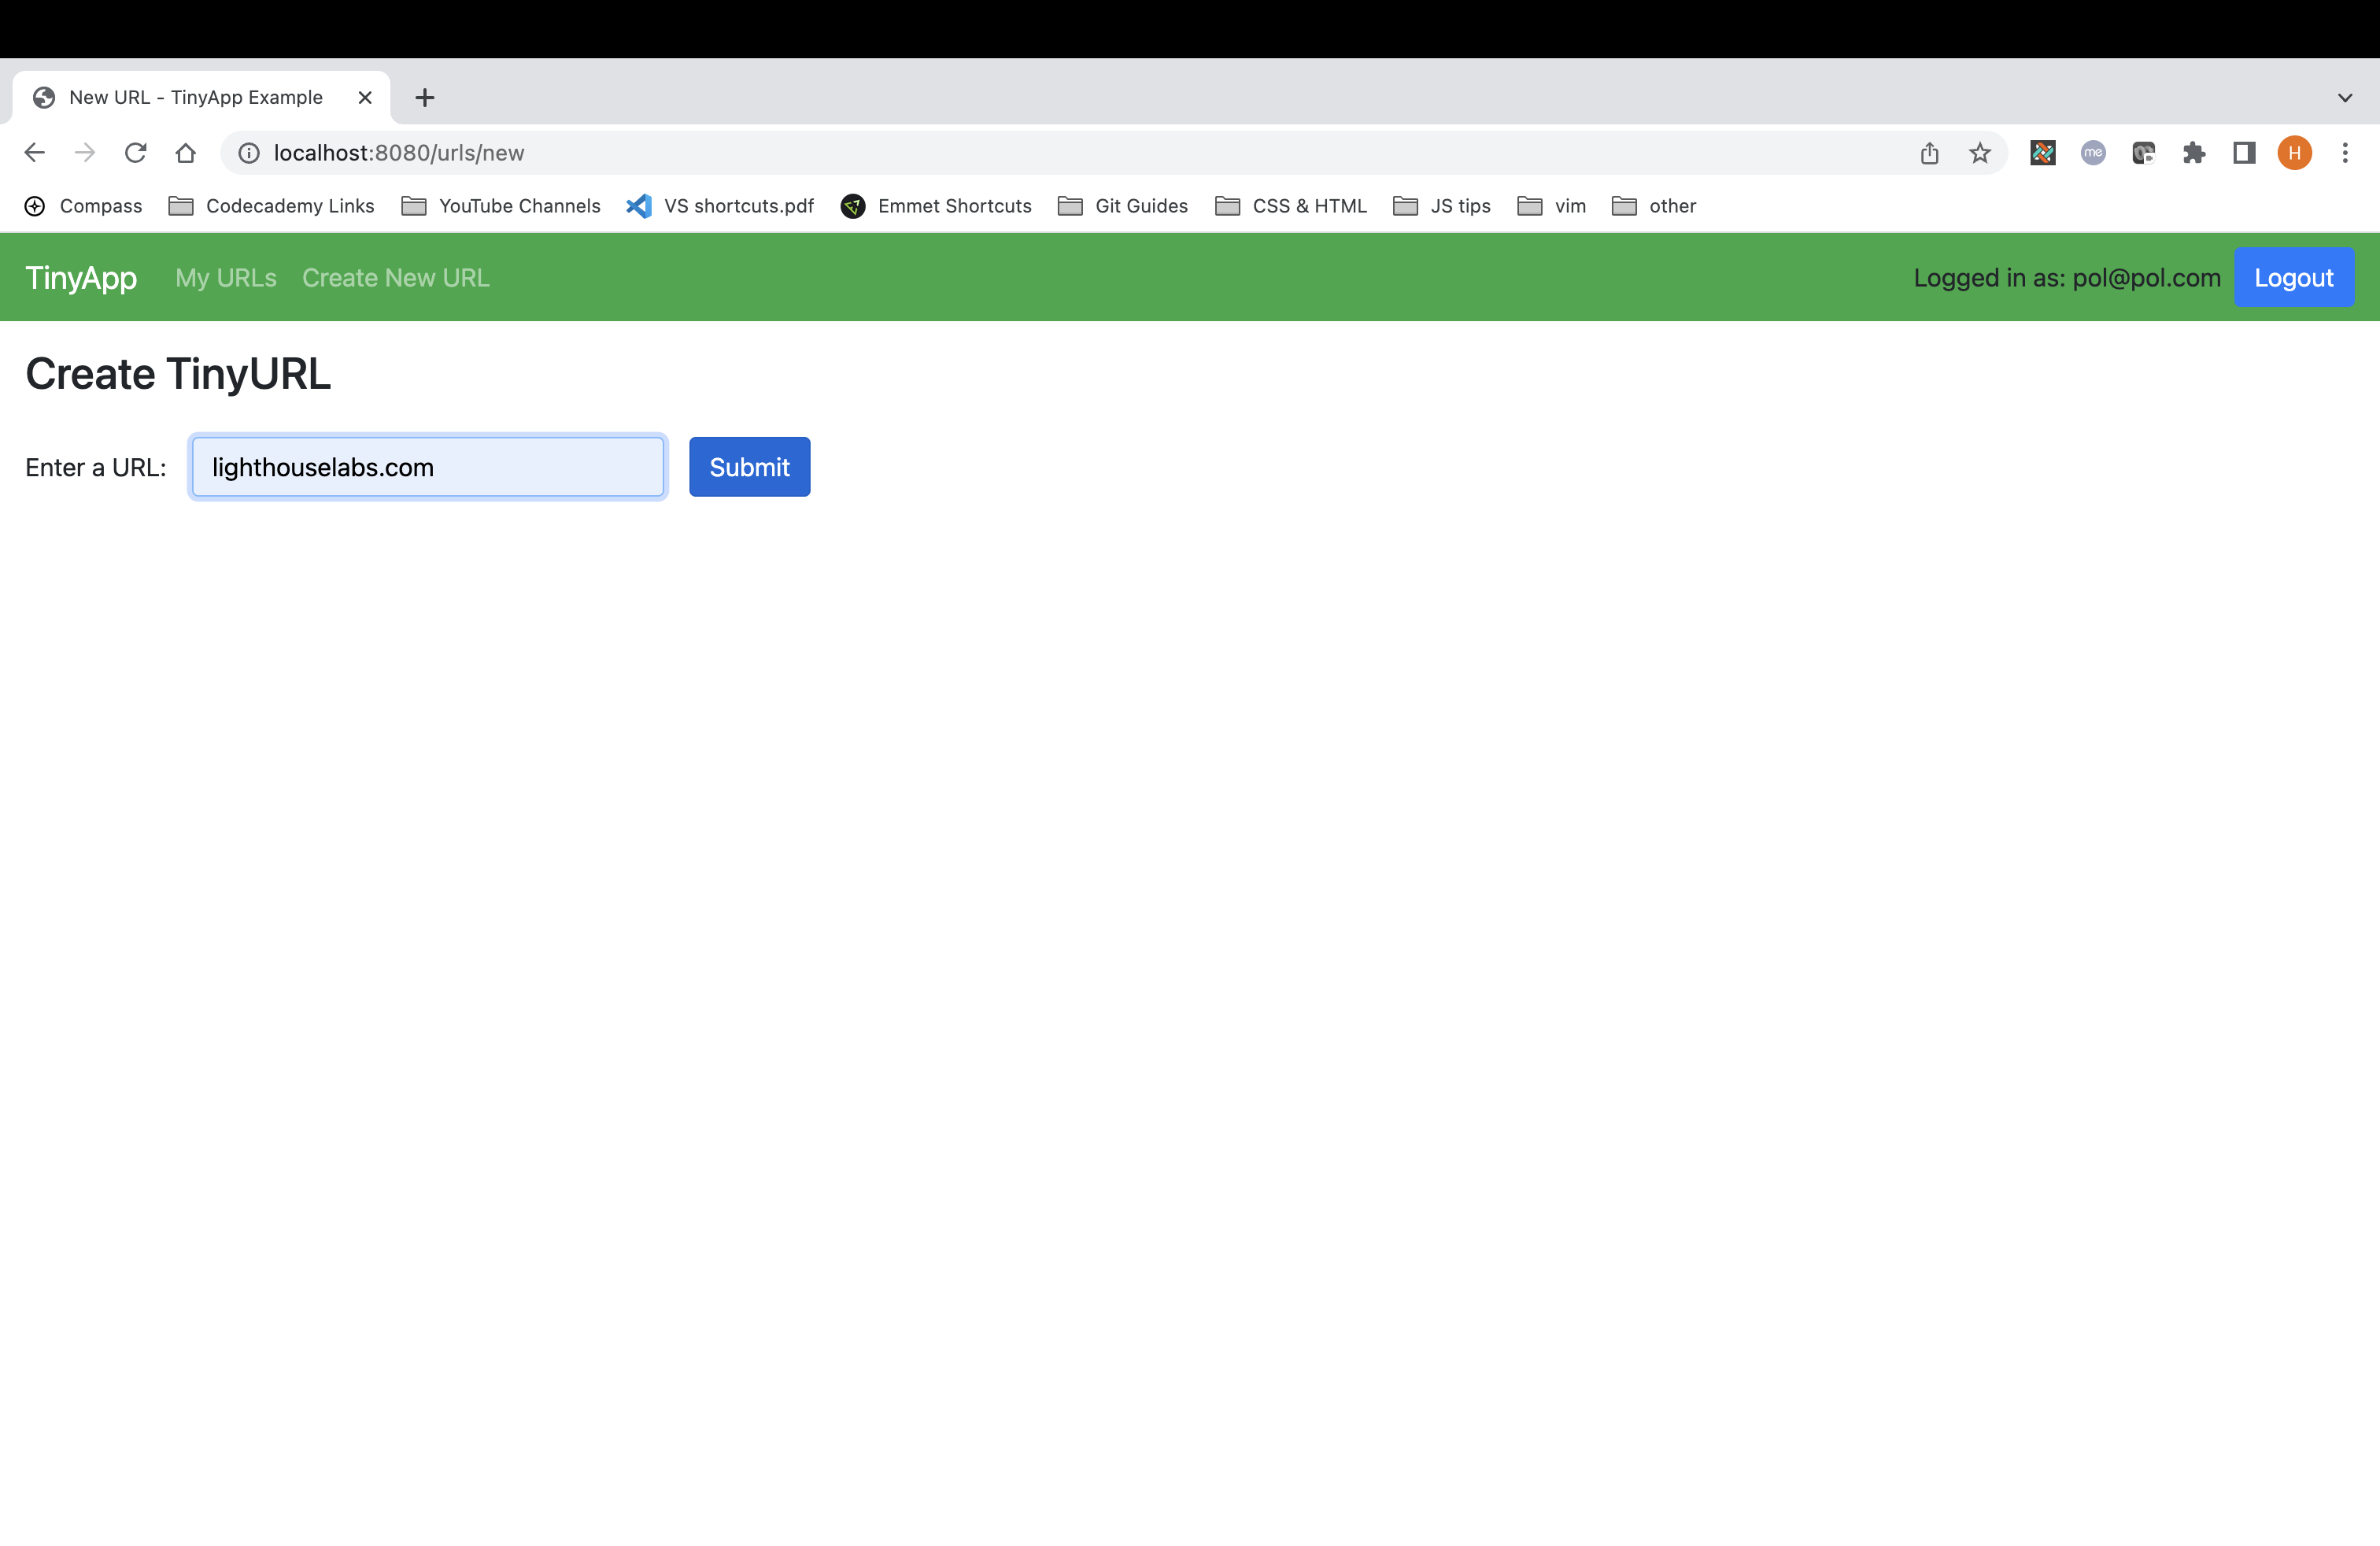 New URL - TinyApp Example
localhost:8080/urls/new
me
H
Compass Codecademy Links YouTube Channels VS shortcuts.pdf Emmet Shortcuts Git Guides CSS & HTML JS tips vim other
TinyApp My URLs Create New URL Logged in as: pol@pol.com Logout
Create TinyURL
Enter a URL: lighthouselabs.com Submit